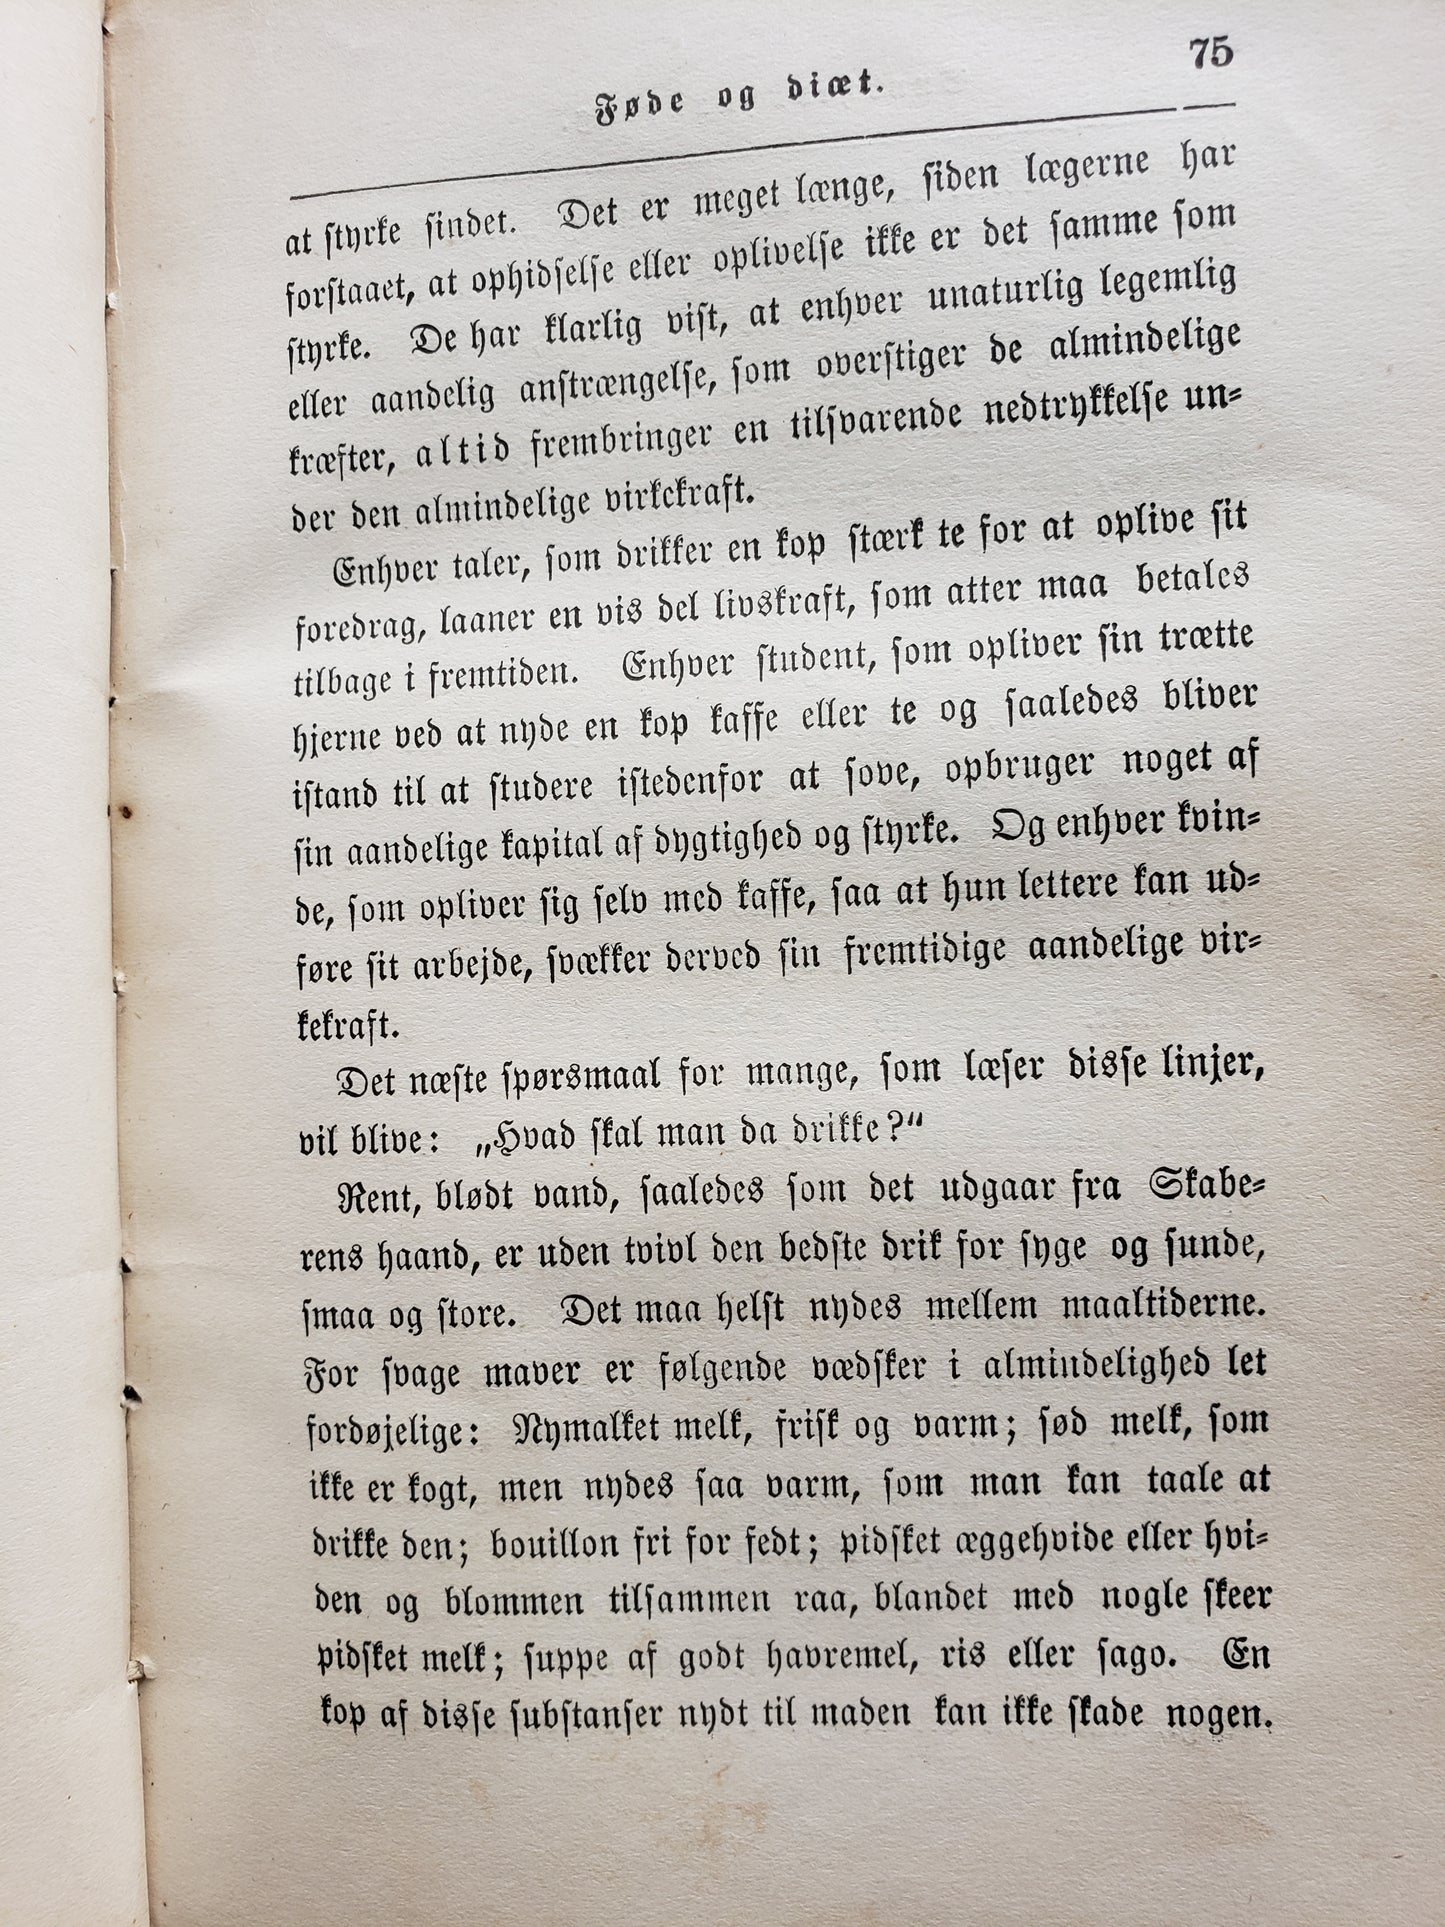 75
Føde og diæt.
at styrke sindet. Det er meget længe, siden lægerne har
forstaaet, at ophidselse eller oplivelse ikke er det samme som
styrke. De har klarlig vist, at enhver unaturlig legemlig
eller aandelig anstrængelse, som overstiger de almindelige
kræfter, altid frembringer en tilsvarende nedtrykkelse un-
der den almindelige virkekraft.
Enhver taler, som drikker en kop stærk te for at oplive sit
foredrag, laaner en vis del livskraft, som atter maa betales
tilbage i fremtiden. Enhver student, som opliver sin trætte
hjerne ved at nyde en kop kaffe eller te og saaledes bliver
istand til at studere istedenfor at sove, opbruger noget af
sin aandelige kapital af dygtighed og styrke. Og enhver kvin-
de, som opliver sig selv med kaffe, saa at hun lettere kan ud-
føre sit arbejde, svækker derved sin fremtidige aandelige vir-
kekraft.
Det næste spørsmaal for mange, som læser disse linjer,
vil blive: „Hvad skal man da drikke?“
Rent, blødt vand, saaledes som det udgaar fra Skabe-
rens haand, er uden tvivl den bedste drik for syge og sunde,
smaa og store. Det maa helst nydes mellem maaltiderne.
For svage maver er følgende vædsker i almindelighed let
fordøjelige: Nymalket melk, frisk og varm; sød melk, som
ikke er kogt, men nydes saa varm, som man kan taale at
drikke den; bouillon fri for fedt; pidsket æggehvide eller hvi-
den og blommen tilsammen raa, blandet med nogle skeer
pidsket melk; suppe af godt havremel, ris eller sago. En
kop af disse substanser nydt til maden kan ikke skade nogen.